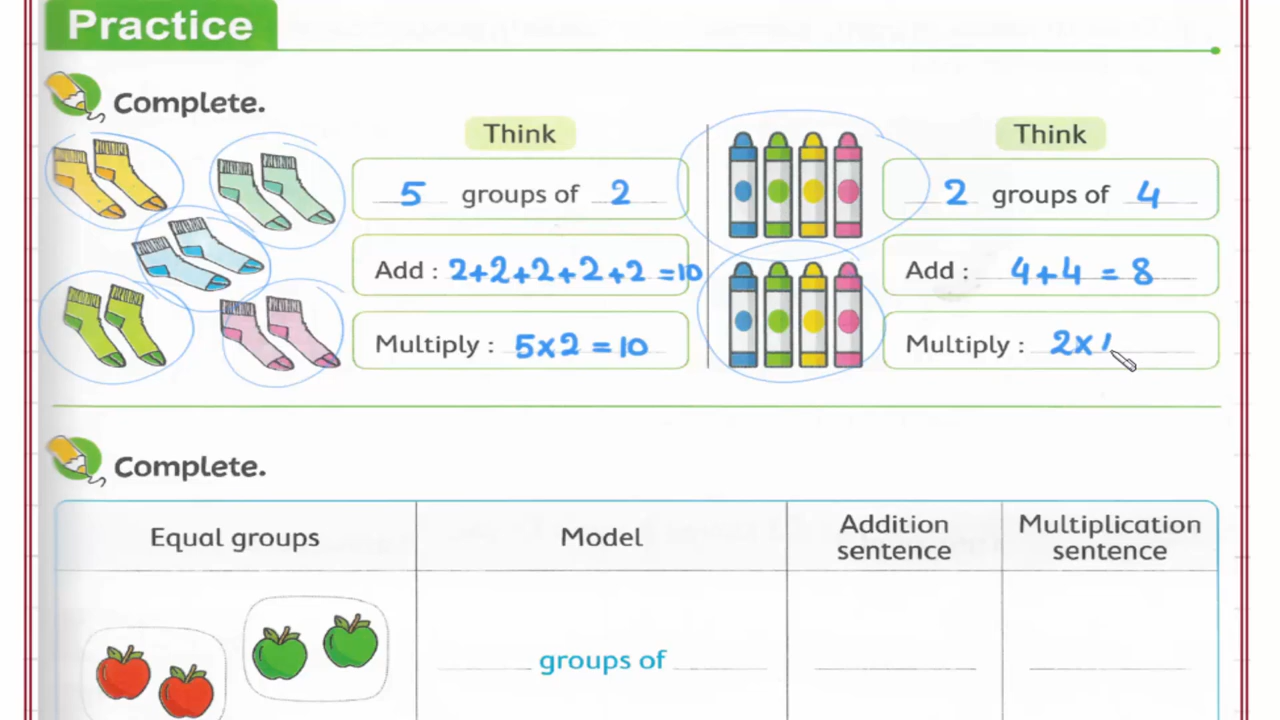 Practice
Complete.
Think
5 groups of 2
Add : 2+2+2+2+2 =10
Multiply : 5x2 =10
Think
2 groups of 4
Add : 4+4 = 8
Multiply : 2x
Complete.
Equal groups
Model
Addition
sentence
Multiplication
sentence
groups of